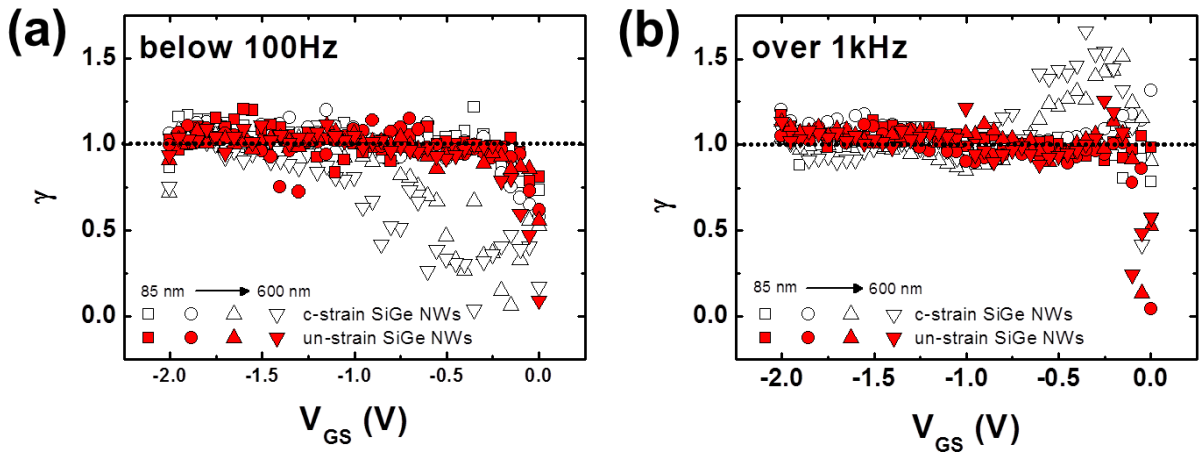 (a)
below 100Hz
1.5
1.0
0.5
0.0
γ
85 nm 600 nm
c-strain SiGe NWs
un-strain SiGe NWs
-2.0 -1.5 -1.0 -0.5 0.0
VGS (V)
(b)
over 1kHz
1.5
1.0
0.5
0.0
γ
85 nm 600 nm
c-strain SiGe NWs
un-strain SiGe NWs
-2.0 -1.5 -1.0 -0.5 0.0
VGS (V)